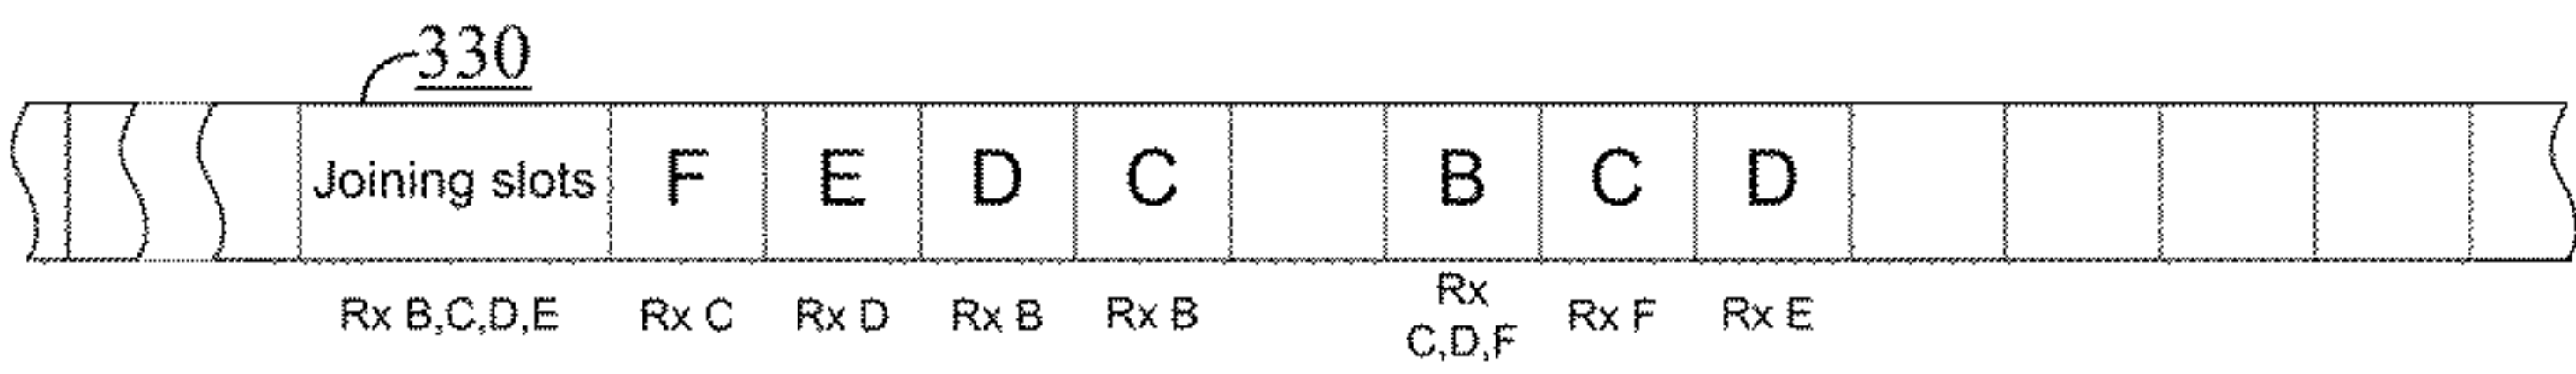 330
Joining slots F E D C B C D
Rx B,C,D,E Rx C Rx D Rx B Rx B Rx C,D,F Rx F Rx E